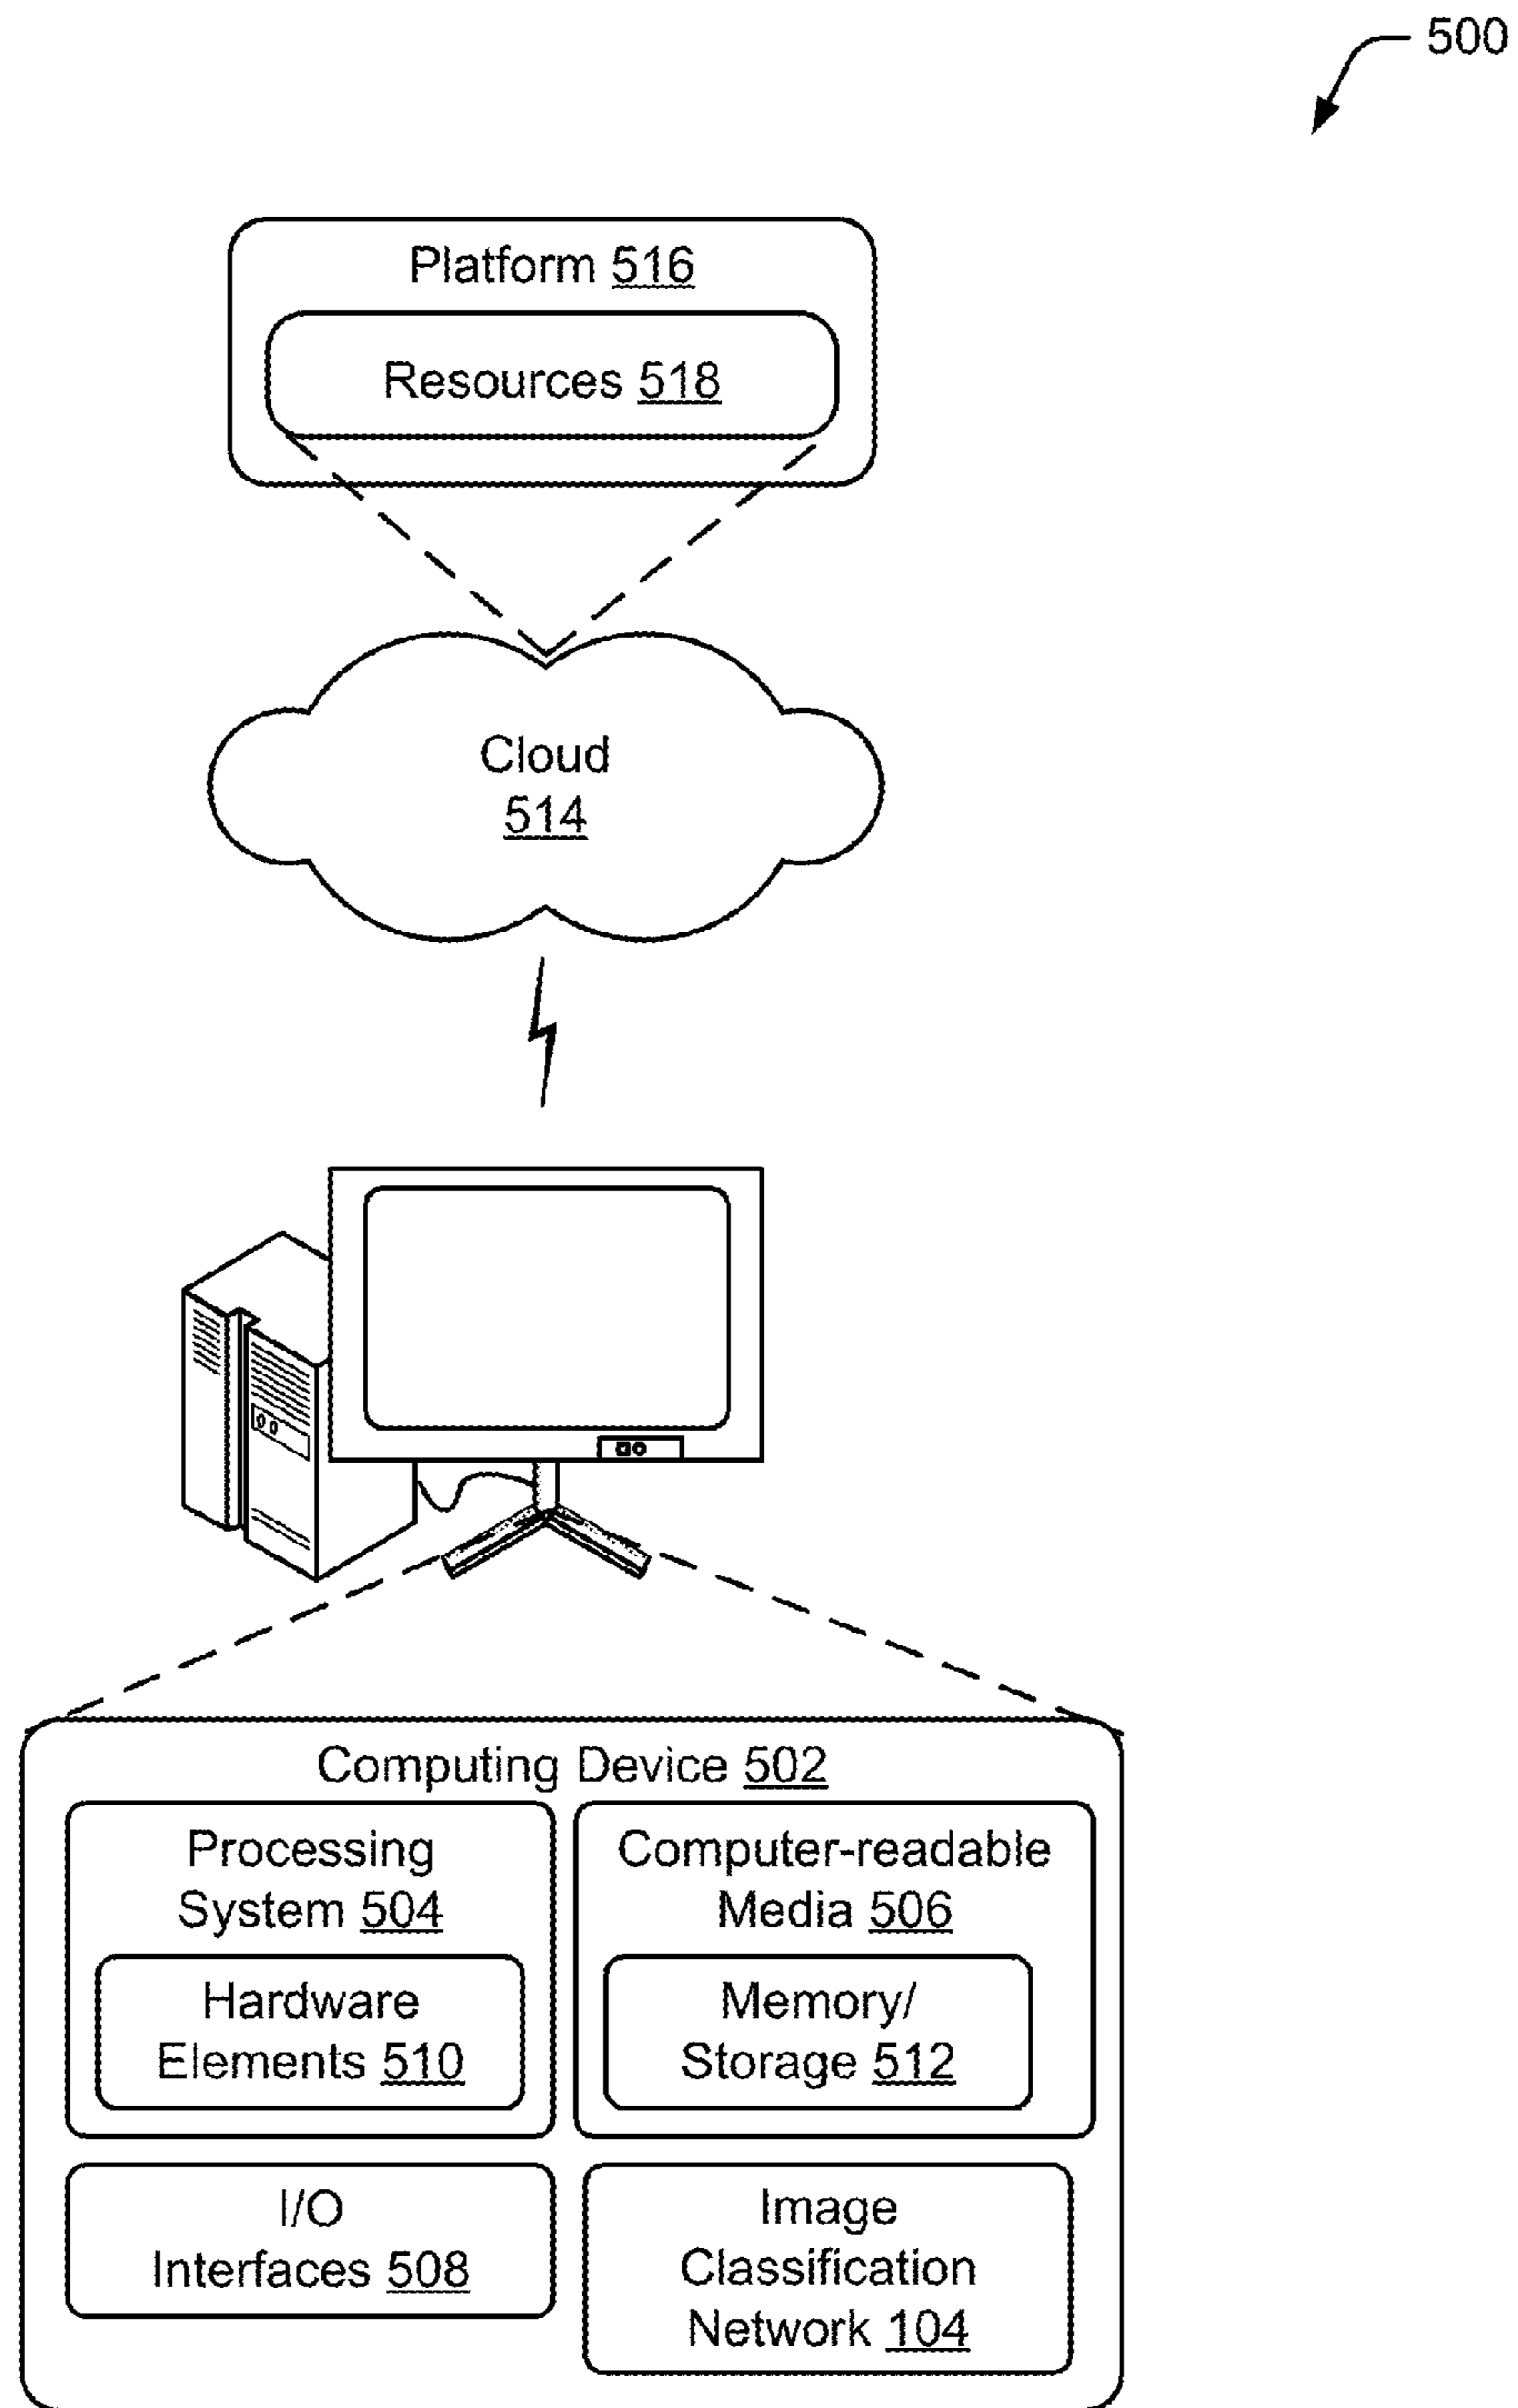 500
Platform 516
Resources 518
Cloud
514
Computing Device 502
Processing
System 504
Hardware
Elements 510
Computer-readable
Media 506
Memory/
Storage 512
I/O
Interfaces 508
Image
Classification
Network 104